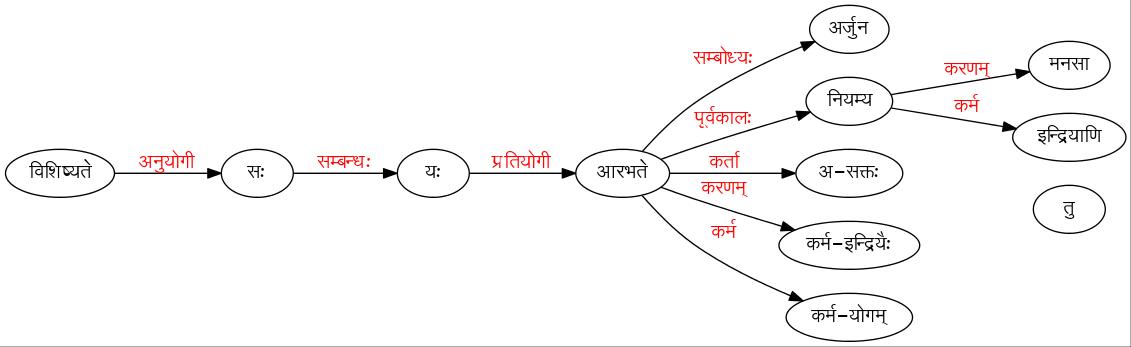 अर्जुन
सम्बोध्यः
मनसा
करणम्
नियम्य
कर्म
पूर्वकालः
इन्द्रियाणि
विशिष्यते अनुयोगी सः सम्बन्धः यः प्रतियोगी आरभते कर्ता अ-सक्तः
करणम्
तु
कर्म
कर्म-इन्द्रियैः
कर्म-योगम्